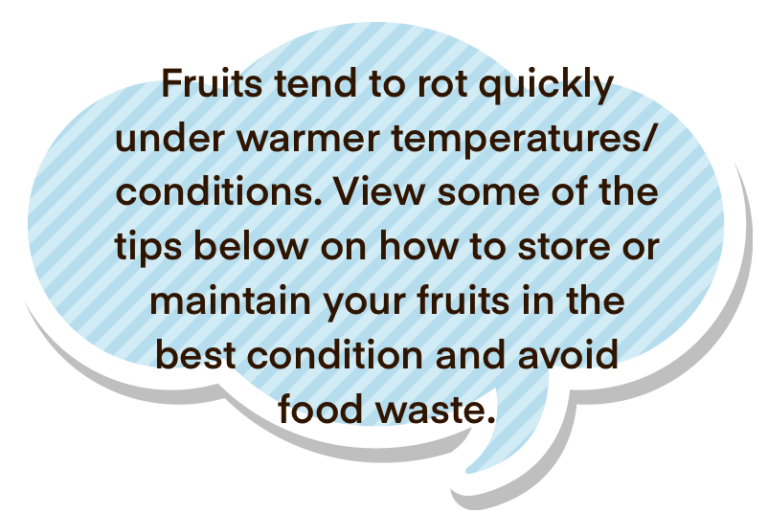 Fruits tend to rot quickly
under warmer temperatures/
conditions. View some of the
tips below on how to store or
maintain your fruits in the
best condition and avoid
food waste.